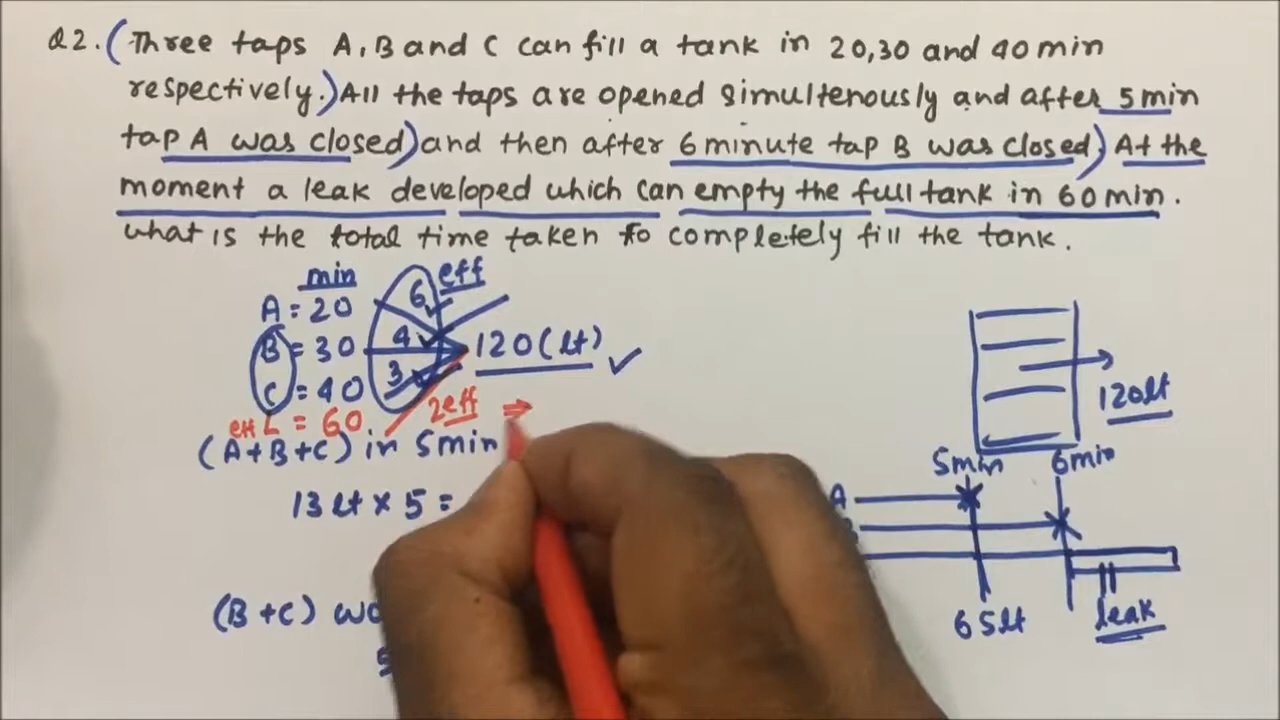 Q2. (Three taps A, B and C can fill a tank in 20,30 and 40 min
respectively.) All the taps are opened simultenously and after 5 min
tap A was closed) and then after 6 minute tap B was closed) At the
moment a leak developed which can empty the full tank in 60 min.
what is the total time taken to completely fill the tank.
min eff
A = 20 6
B = 30 4 120 (lt) ✓
C = 40 3
eff L = 60 2eff ⇒
120lt
(A+B+C) in 5min
5min 6min
13 lt × 5 =
A
(B+C)
65lt leak